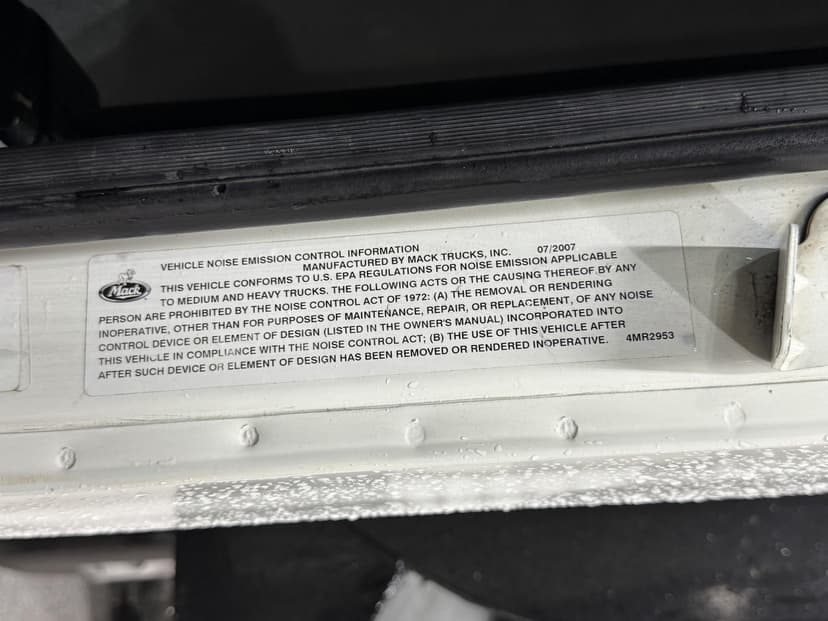 VEHICLE NOISE EMISSION CONTROL INFORMATION
MANUFACTURED BY MACK TRUCKS, INC. 07/2007
Mack
THIS VEHICLE CONFORMS TO U.S. EPA REGULATIONS FOR NOISE EMISSION APPLICABLE
TO MEDIUM AND HEAVY TRUCKS. THE FOLLOWING ACTS OR THE CAUSING THEREOF BY ANY
PERSON ARE PROHIBITED BY THE NOISE CONTROL ACT OF 1972: (A) THE REMOVAL OR RENDERING
INOPERATIVE, OTHER THAN FOR PURPOSES OF MAINTENANCE, REPAIR, OR REPLACEMENT, OF ANY NOISE
CONTROL DEVICE OR ELEMENT OF DESIGN (LISTED IN THE OWNER'S MANUAL) INCORPORATED INTO
THIS VEHICLE IN COMPLIANCE WITH THE NOISE CONTROL ACT; (B) THE USE OF THIS VEHICLE AFTER
AFTER SUCH DEVICE OR ELEMENT OF DESIGN HAS BEEN REMOVED OR RENDERED INOPERATIVE. 4MR2953